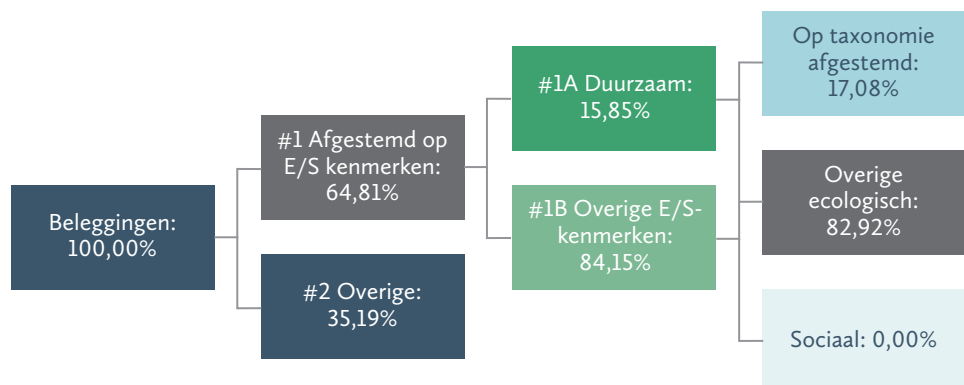 Beleggingen:
100,00%
#1 Afgestemd op
E/S kenmerken:
64,81%
#2 Overige:
35,19%
#1A Duurzaam:
15,85%
#1B Overige E/S-
kenmerken:
84,15%
Op taxonomie
afgestemd:
17,08%
Overige
ecologisch:
82,92%
Sociaal: 0,00%